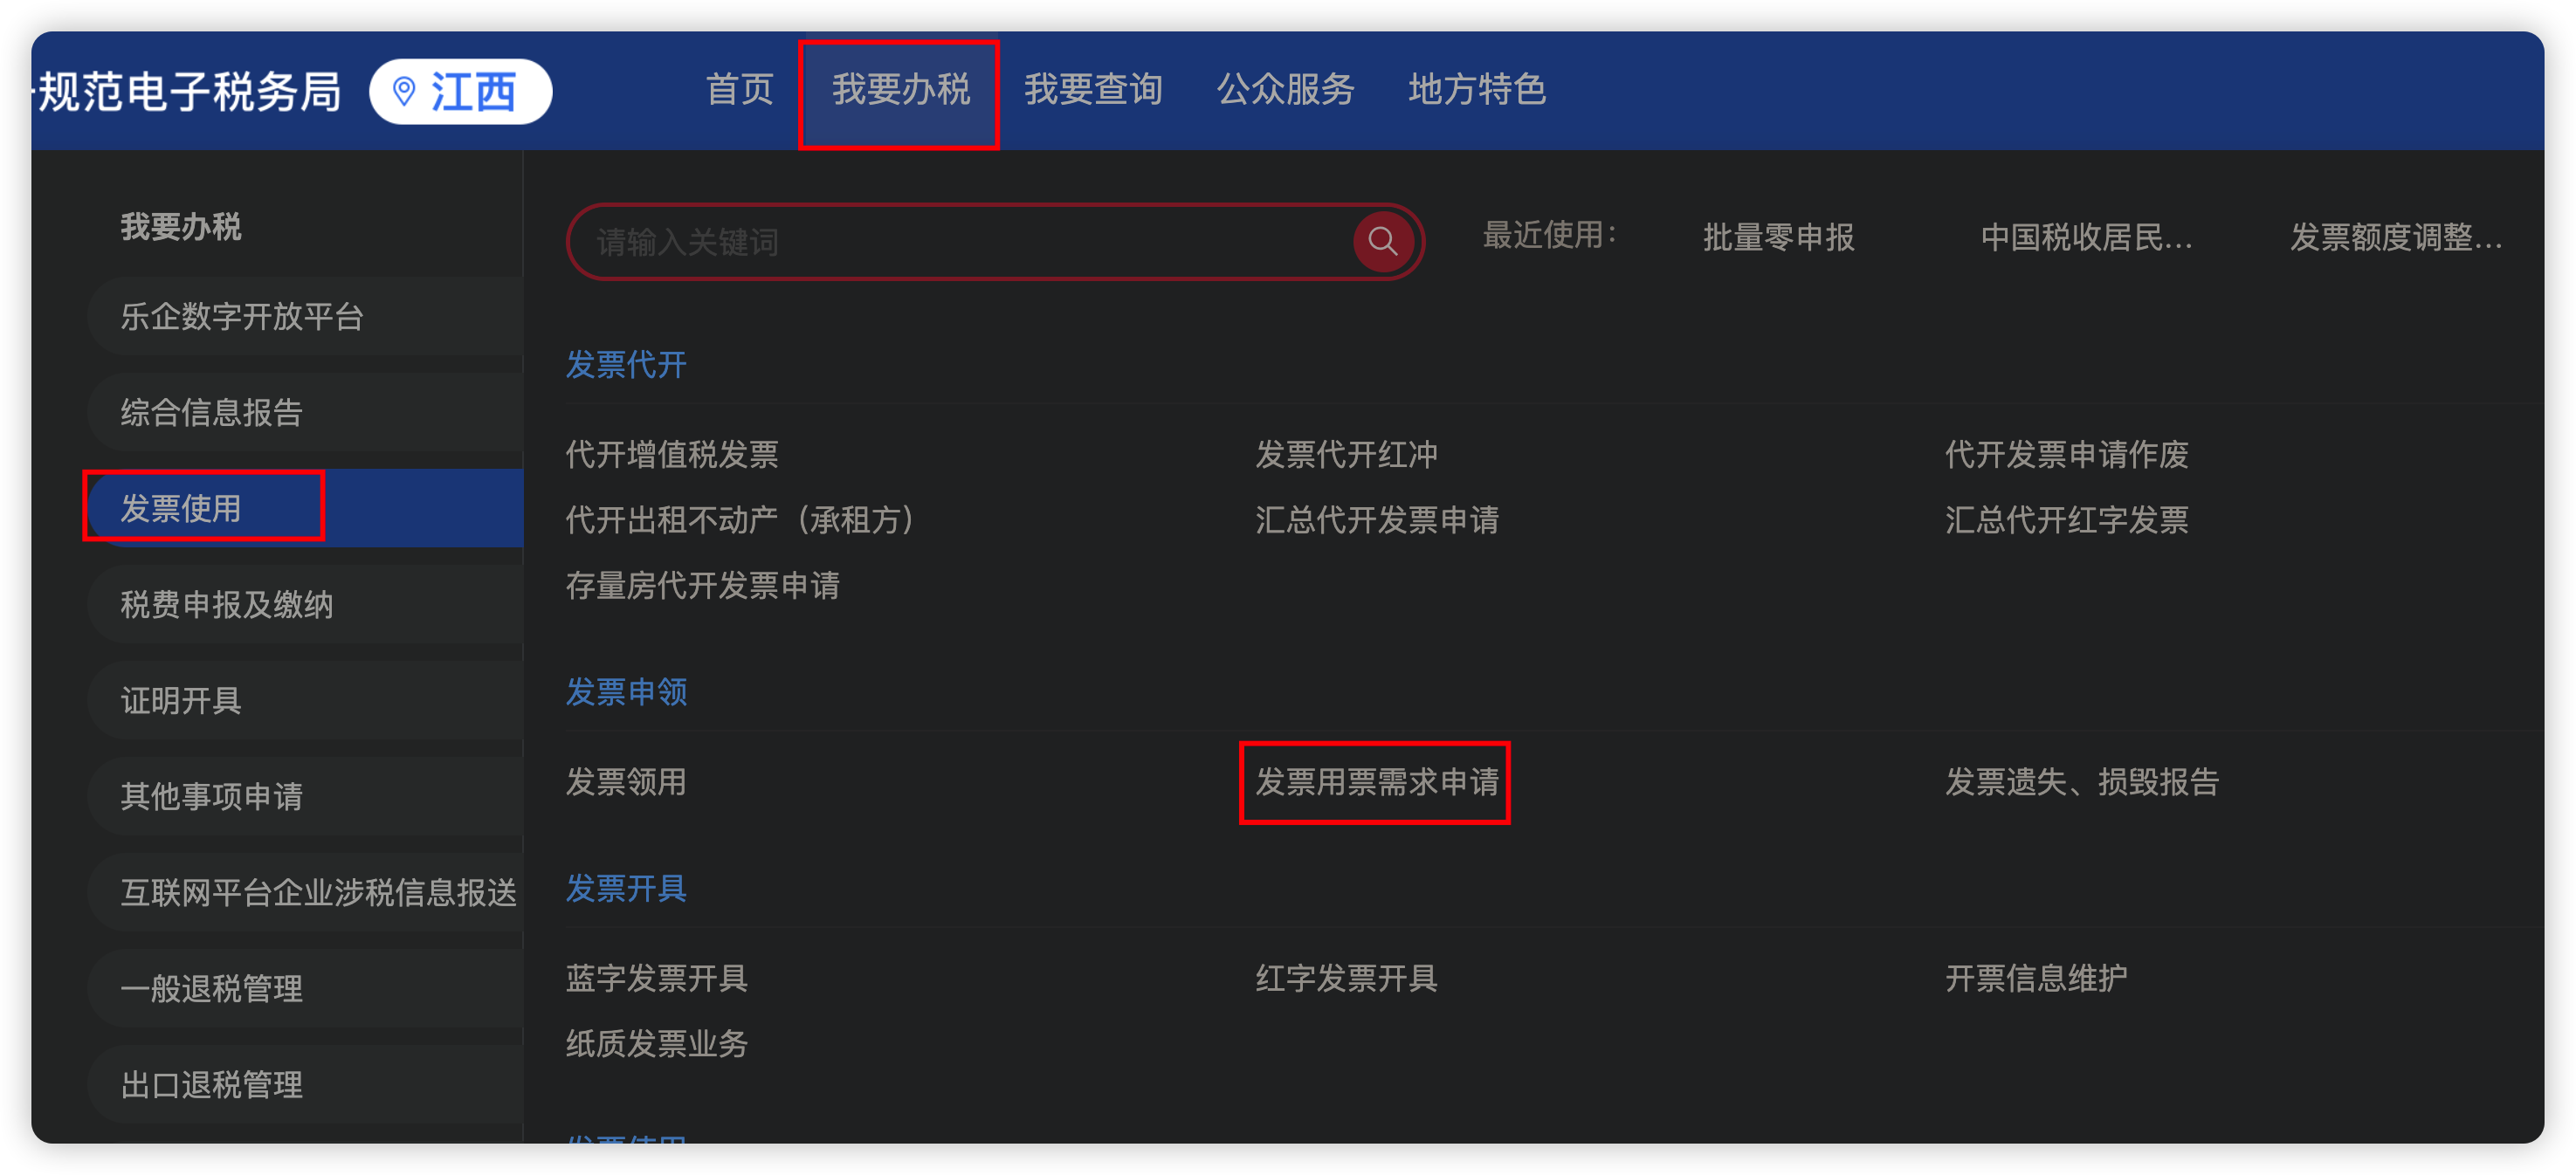 规范电子税务局 江西 首页 我要办税 我要查询 公众服务 地方特色
我要办税
乐企数字开放平台
综合信息报告
发票使用
税费申报及缴纳
证明开具
其他事项申请
互联网平台企业涉税信息报送
一般退税管理
出口退税管理
请输入关键词 最近使用： 批量零申报 中国税收居民... 发票额度调整...
发票代开
代开增值税发票 发票代开红冲 代开发票申请作废
代开出租不动产（承租方） 汇总代开发票申请 汇总代开红字发票
存量房代开发票申请
发票申领
发票领用 发票用票需求申请 发票遗失、损毁报告
发票开具
蓝字发票开具 红字发票开具 开票信息维护
纸质发票业务